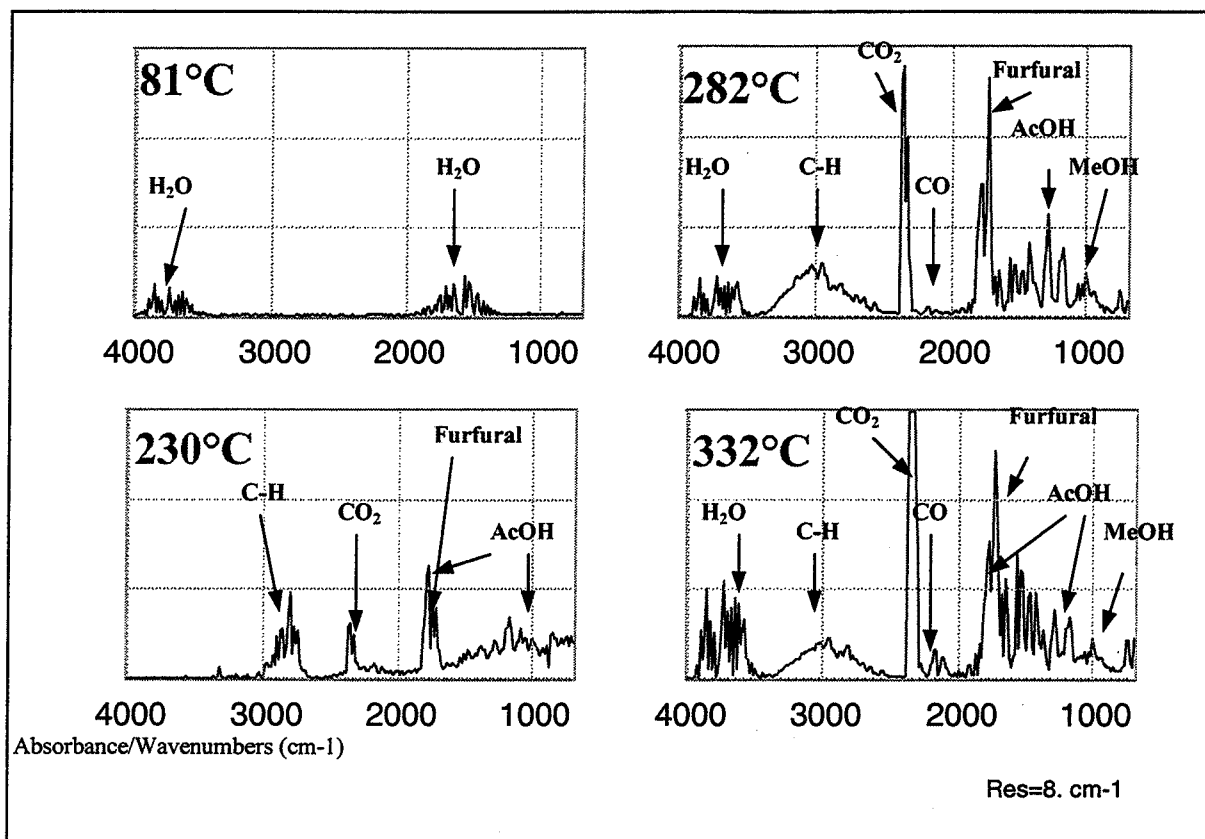 81°C
H₂O
H₂O
4000 3000 2000 1000
282°C
CO₂
Furfural
AcOH
H₂O
C-H
CO
MeOH
4000 3000 2000 1000
230°C
C-H
CO₂
Furfural
AcOH
4000 3000 2000 1000
332°C
CO₂
Furfural
H₂O
C-H
CO
AcOH
MeOH
4000 3000 2000 1000
Absorbance/Wavenumbers (cm-1)
Res=8. cm-1